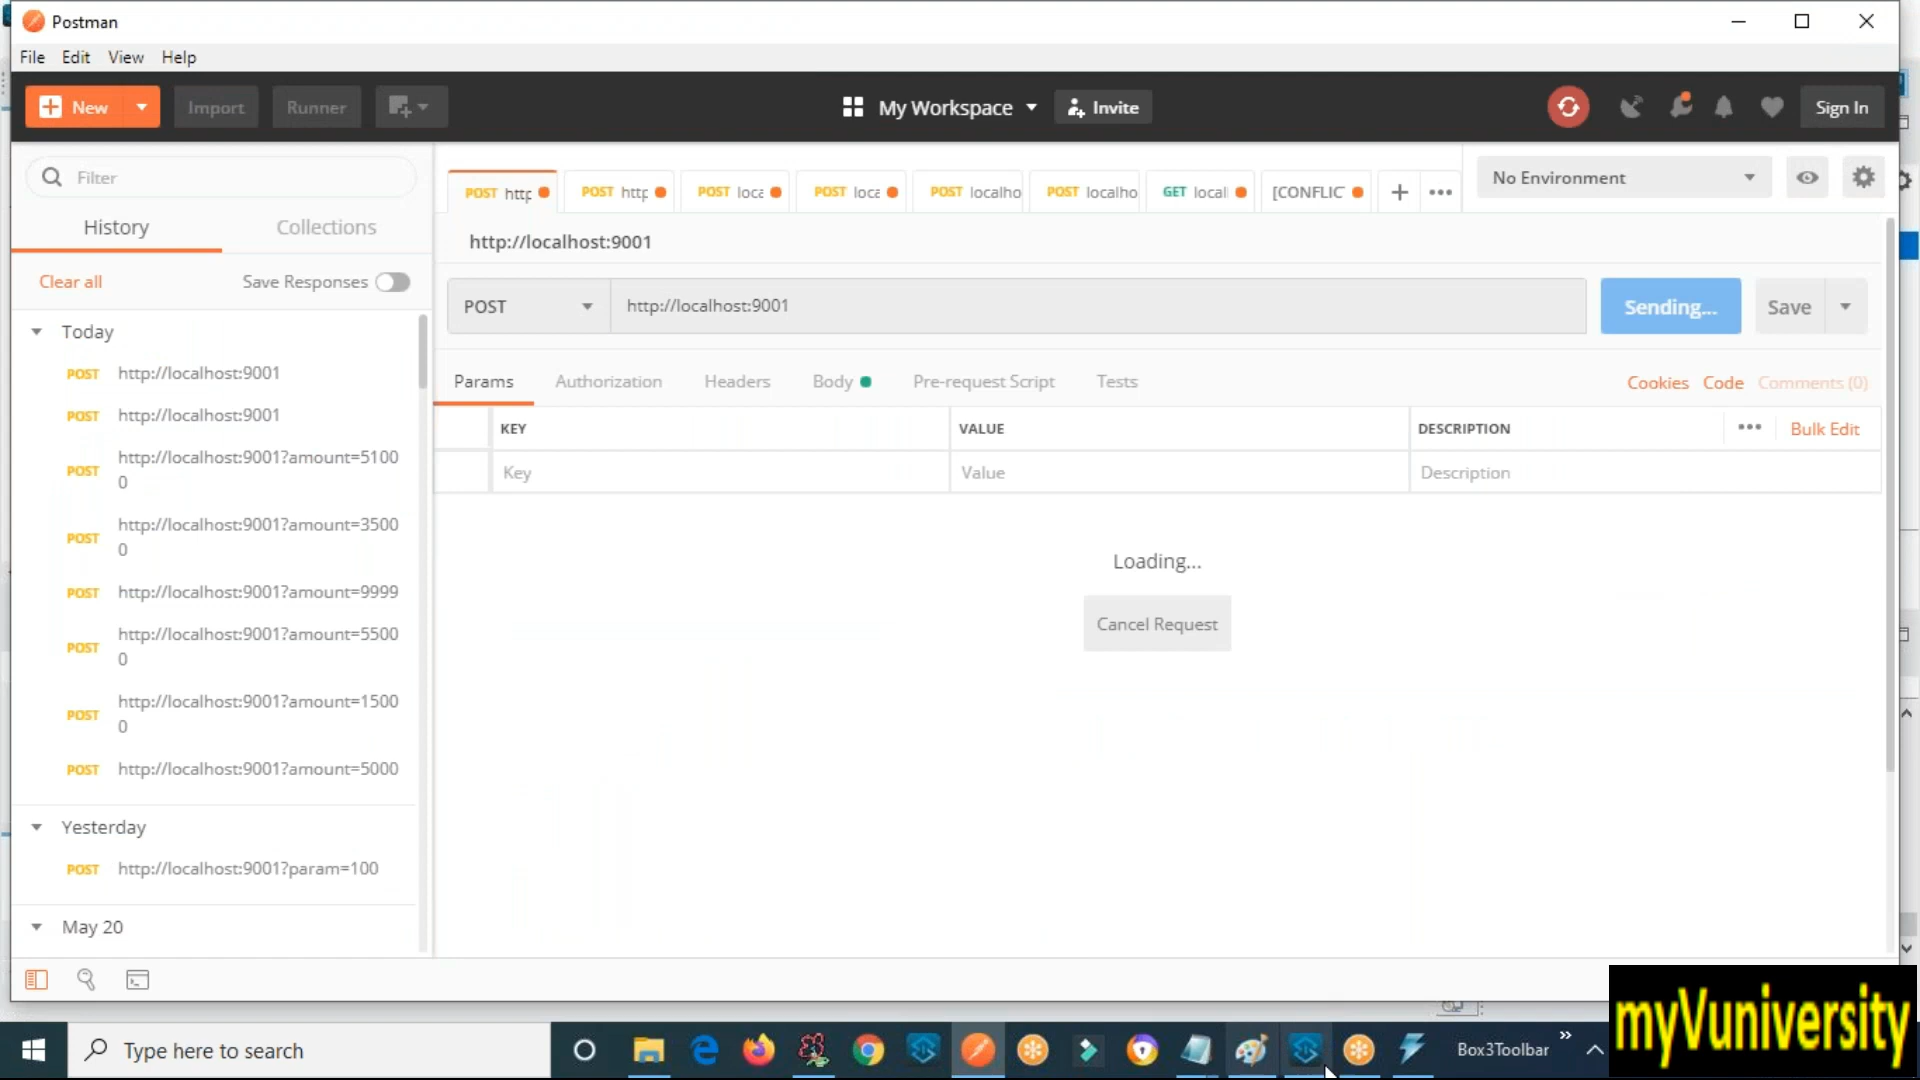 Postman
File Edit View Help
New Import Runner My Workspace Invite Sign In
Filter
History Collections
Clear all Save Responses
Today
POST http://localhost:9001
POST http://localhost:9001
POST http://localhost:9001?amount=5100
0
POST http://localhost:9001?amount=3500
0
POST http://localhost:9001?amount=9999
POST http://localhost:9001?amount=5500
0
POST http://localhost:9001?amount=1500
0
POST http://localhost:9001?amount=5000
Yesterday
POST http://localhost:9001?param=100
May 20
POST http POST http POST loca POST loca POST localho POST localho GET locall [CONFLIC No Environment
http://localhost:9001
POST http://localhost:9001 Sending... Save
Params Authorization Headers Body Pre-request Script Tests Cookies Code Comments (0)
KEY VALUE DESCRIPTION Bulk Edit
Key Value Description
Loading...
Cancel Request
Type here to search Box3Toolbar
myVuniversity